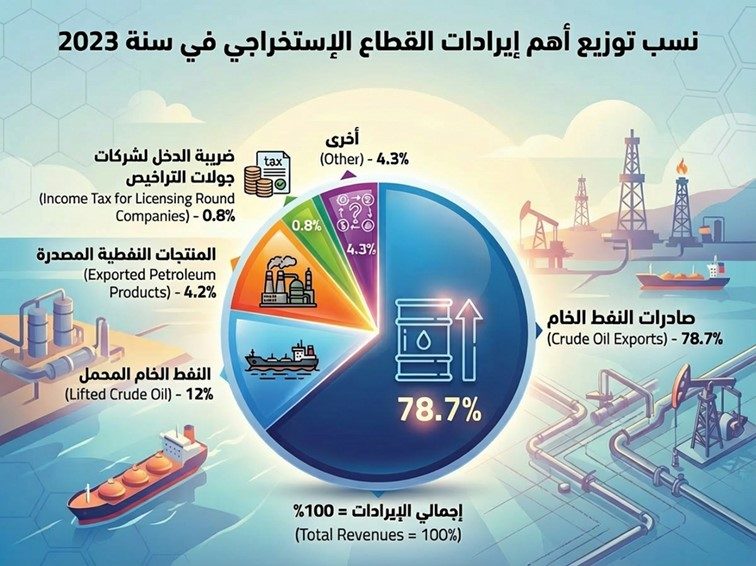 نسب توزيع أهم إيرادات القطاع الإستخراجي في سنة 2023
أخرى
(Other) - 4.3%
ضريبة الدخل لشركات
جولات التراخيص
(Income Tax for Licensing Round
Companies) - 0.8%
tax
0.8%
4.3%
المنتجات النفطية المصدرة
(Exported Petroleum
Products) - 4.2%
صادرات النفط الخام
(Crude Oil Exports) - 78.7%
النفط الخام المحمل
(Lifted Crude Oil) - 12%
78.7%
إجمالي الإيرادات = 100%
(Total Revenues = 100%)